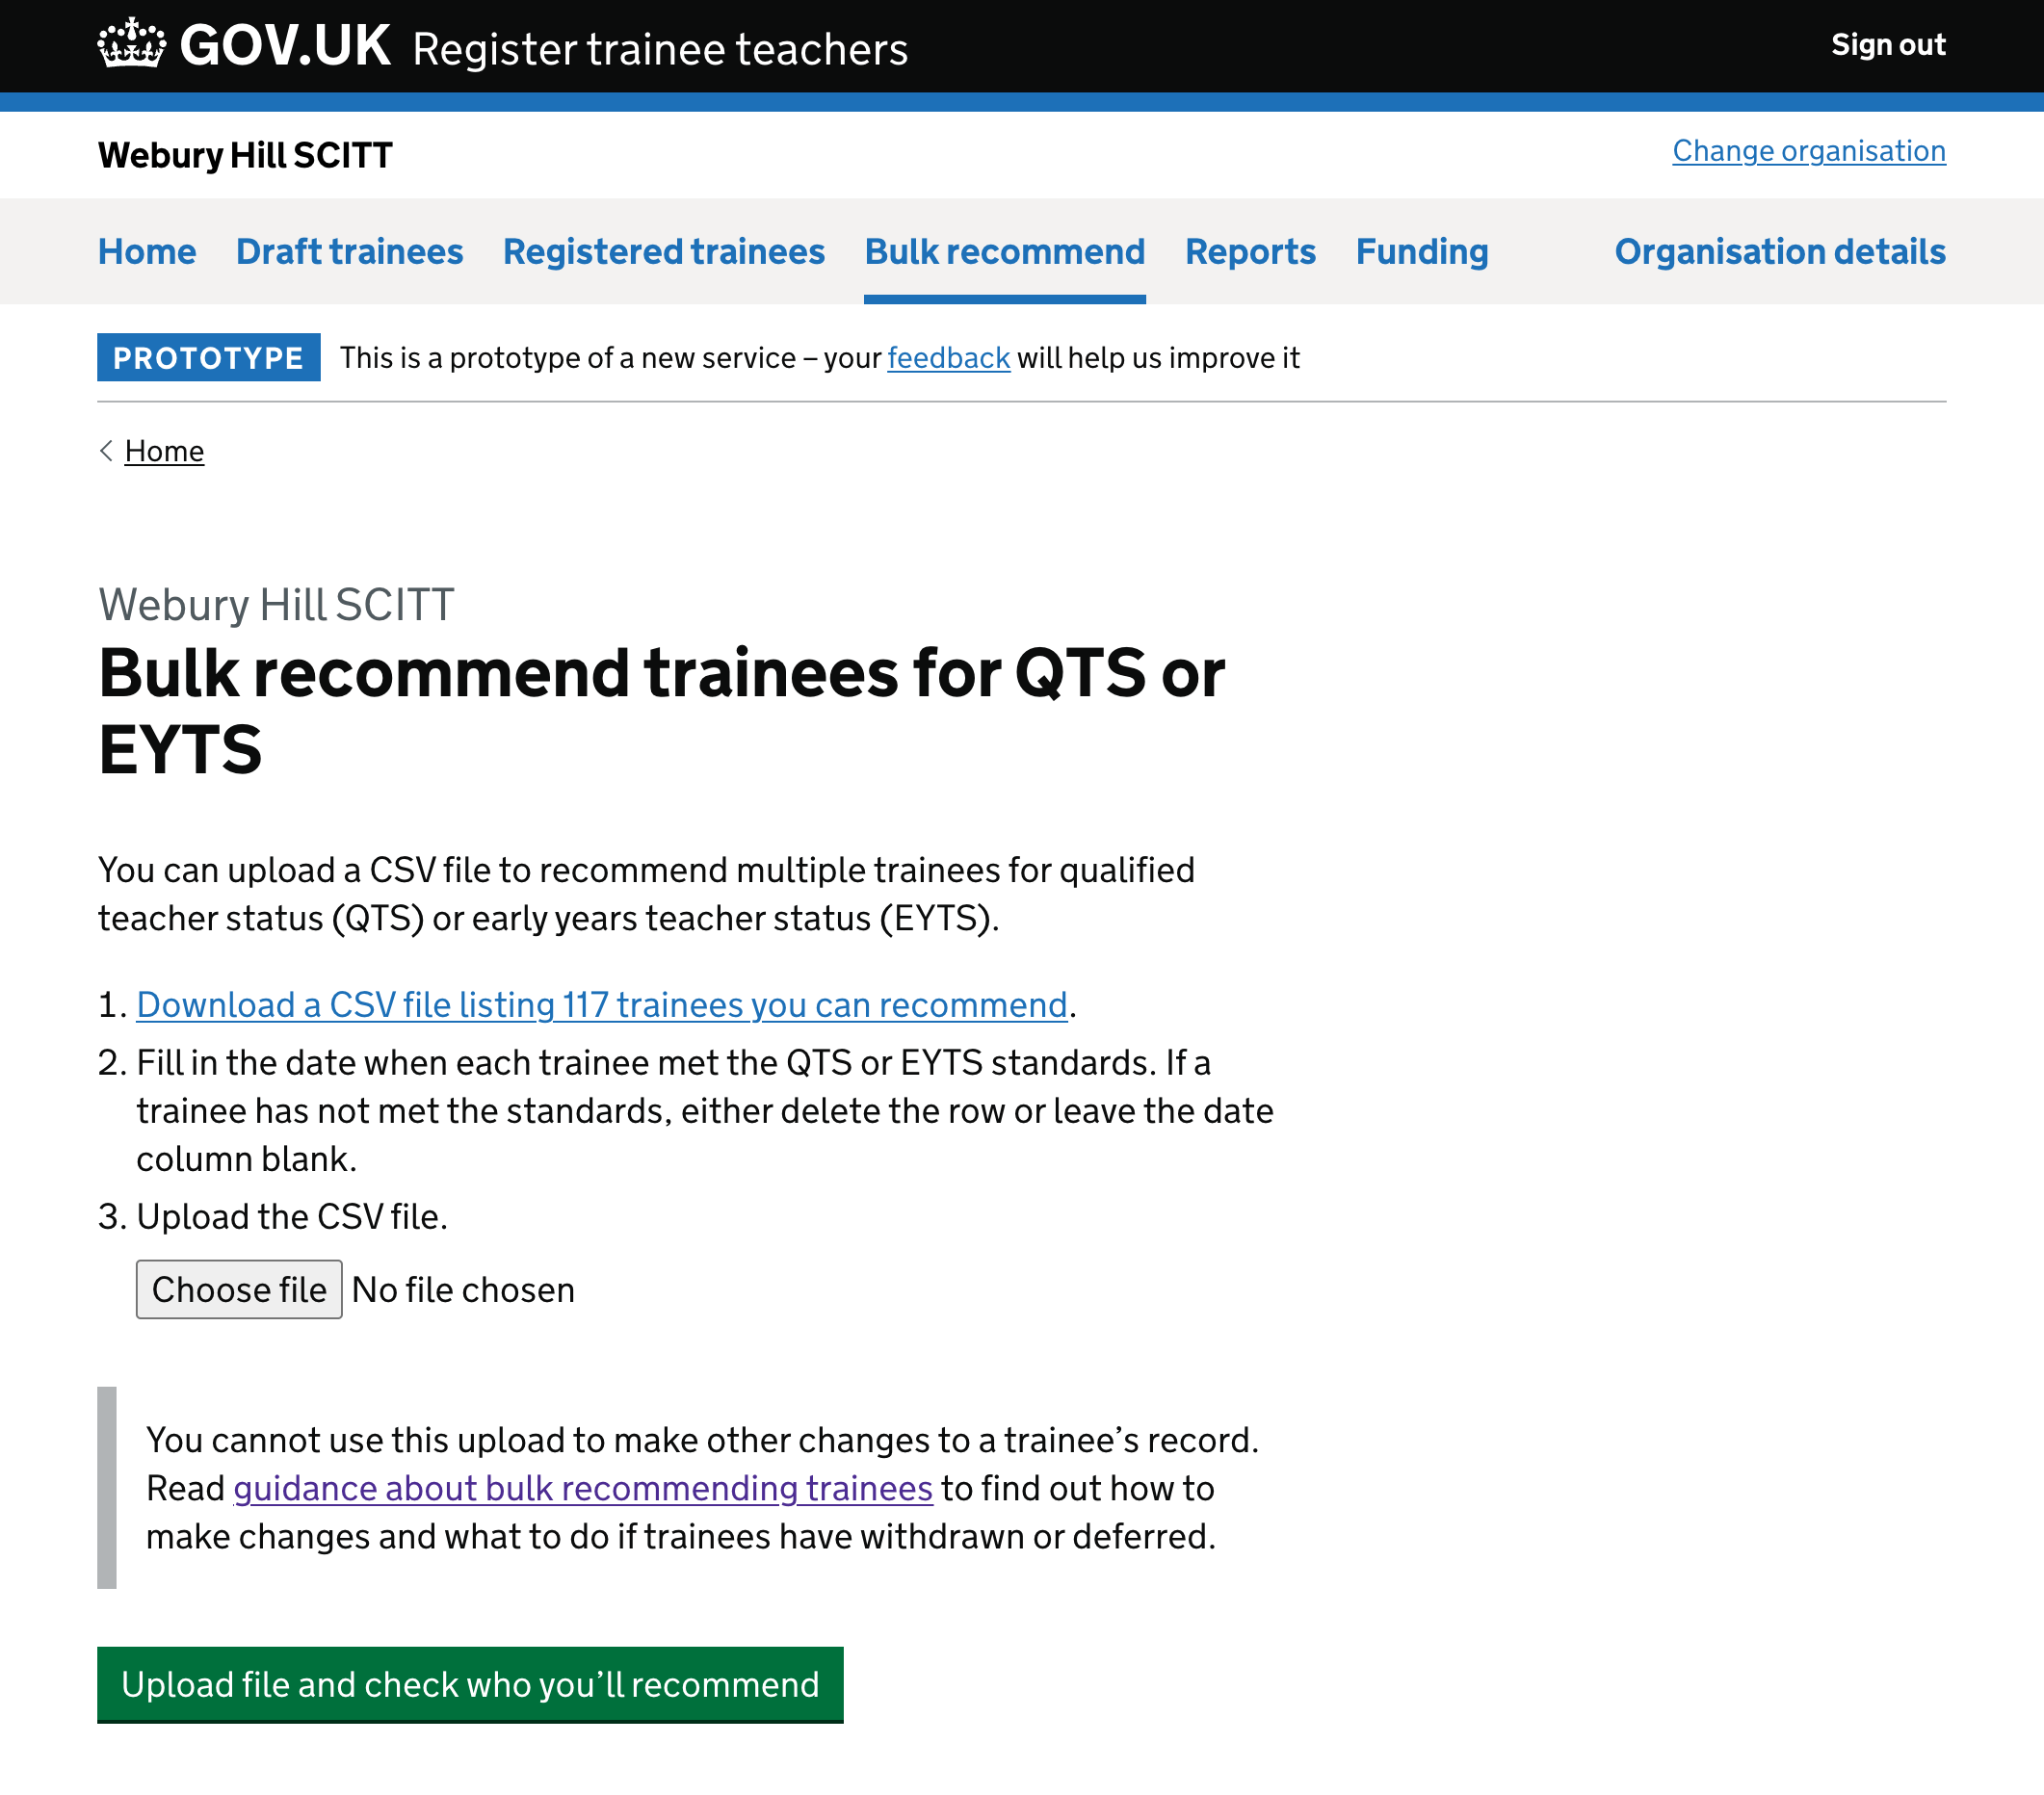 GOV.UK Register trainee teachers Sign out
Webury Hill SCITT Change organisation
Home Draft trainees Registered trainees Bulk recommend Reports Funding Organisation details
PROTOTYPE This is a prototype of a new service – your feedback will help us improve it
Home
Webury Hill SCITT
Bulk recommend trainees for QTS or
EYTS
You can upload a CSV file to recommend multiple trainees for qualified
teacher status (QTS) or early years teacher status (EYTS).
1. Download a CSV file listing 117 trainees you can recommend.
2. Fill in the date when each trainee met the QTS or EYTS standards. If a
trainee has not met the standards, either delete the row or leave the date
column blank.
3. Upload the CSV file.
Choose file No file chosen
You cannot use this upload to make other changes to a trainee’s record.
Read guidance about bulk recommending trainees to find out how to
make changes and what to do if trainees have withdrawn or deferred.
Upload file and check who you’ll recommend